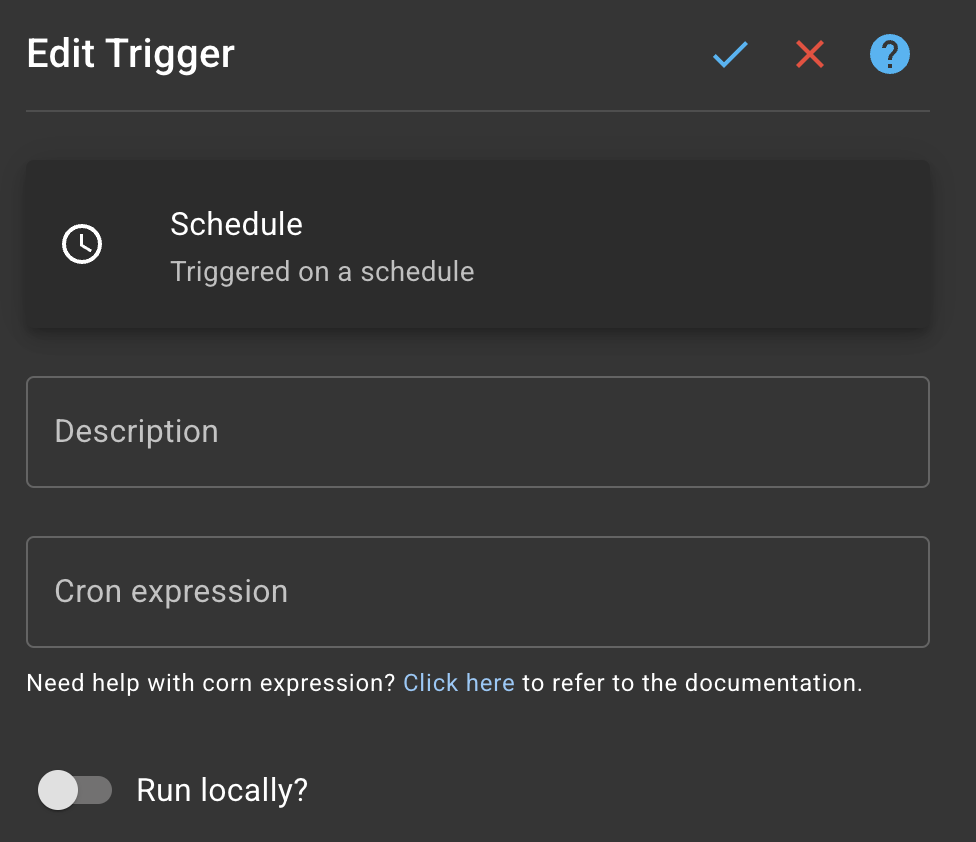 Edit Trigger
Schedule
Triggered on a schedule
Description
Cron expression
Need help with corn expression? Click here to refer to the documentation.
Run locally?